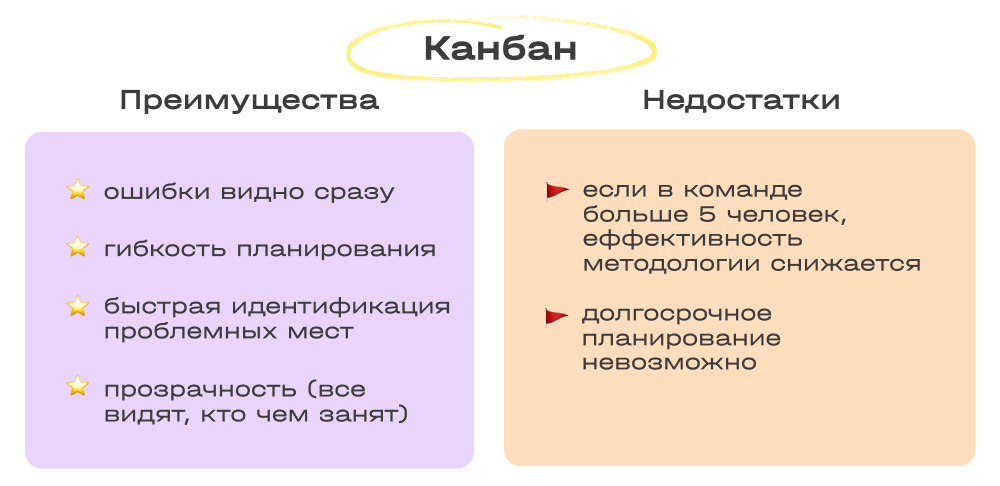 Канбан
Преимущества
ошибки видно сразу
гибкость планирования
быстрая идентификация
проблемных мест
прозрачность (все
видят, кто чем занят)
Недостатки
если в команде
больше 5 человек,
еффективность
методологии снижается
долгосрочное
планирование
невозможно